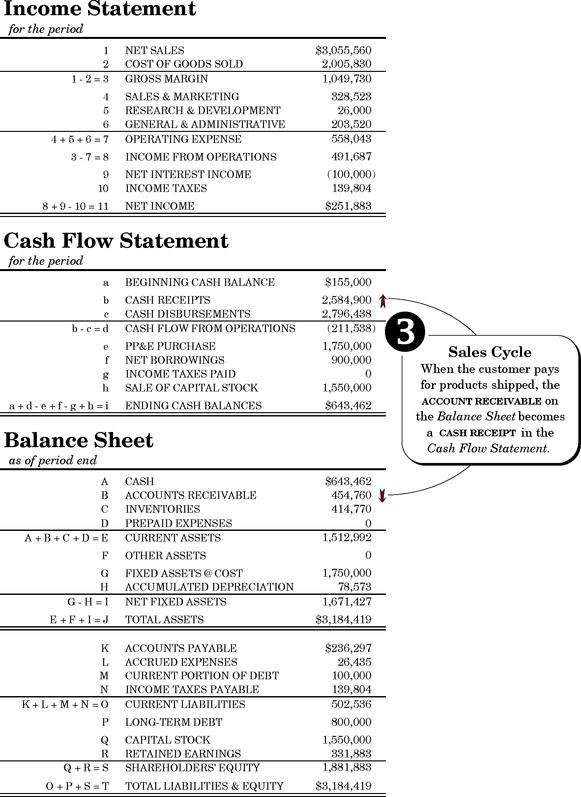 Income Statement
for the period
1 NET SALES $3,055,560
2 COST OF GOODS SOLD 2,005,830
1 - 2 = 3 GROSS MARGIN 1,049,730
4 SALES & MARKETING 328,523
5 RESEARCH & DEVELOPMENT 26,000
6 GENERAL & ADMINISTRATIVE 203,520
4 + 5 + 6 = 7 OPERATING EXPENSE 558,043
3 - 7 = 8 INCOME FROM OPERATIONS 491,687
9 NET INTEREST INCOME (100,000)
10 INCOME TAXES 139,804
8 + 9 - 10 = 11 NET INCOME $251,883
Cash Flow Statement
for the period
a BEGINNING CASH BALANCE $155,000
b CASH RECEIPTS 2,584,900
c CASH DISBURSEMENTS 2,796,438
b - c = d CASH FLOW FROM OPERATIONS (211,538)
e PP&E PURCHASE 1,750,000
f NET BORROWINGS 900,000
g INCOME TAXES PAID 0
h SALE OF CAPITAL STOCK 1,550,000
a + d - e + f - g + h = i ENDING CASH BALANCES $643,462
3
Sales Cycle
When the customer pays
for products shipped, the
ACCOUNT RECEIVABLE on
the Balance Sheet becomes
a CASH RECEIPT in the
Cash Flow Statement.
Balance Sheet
as of period end
A CASH $643,462
B ACCOUNTS RECEIVABLE 454,760
C INVENTORIES 414,770
D PREPAID EXPENSES 0
A + B + C + D = E CURRENT ASSETS 1,512,992
F OTHER ASSETS 0
G FIXED ASSETS @ COST 1,750,000
H ACCUMULATED DEPRECIATION 78,573
G - H = I NET FIXED ASSETS 1,671,427
E + F + I = J TOTAL ASSETS $3,184,419
K ACCOUNTS PAYABLE $236,297
L ACCRUED EXPENSES 26,435
M CURRENT PORTION OF DEBT 100,000
N INCOME TAXES PAYABLE 139,804
K + L + M + N = O CURRENT LIABILITIES 502,536
P LONG-TERM DEBT 800,000
Q CAPITAL STOCK 1,550,000
R RETAINED EARNINGS 331,883
Q + R = S SHAREHOLDERS' EQUITY 1,881,883
O + P + S = T TOTAL LIABILITIES & EQUITY $3,184,419